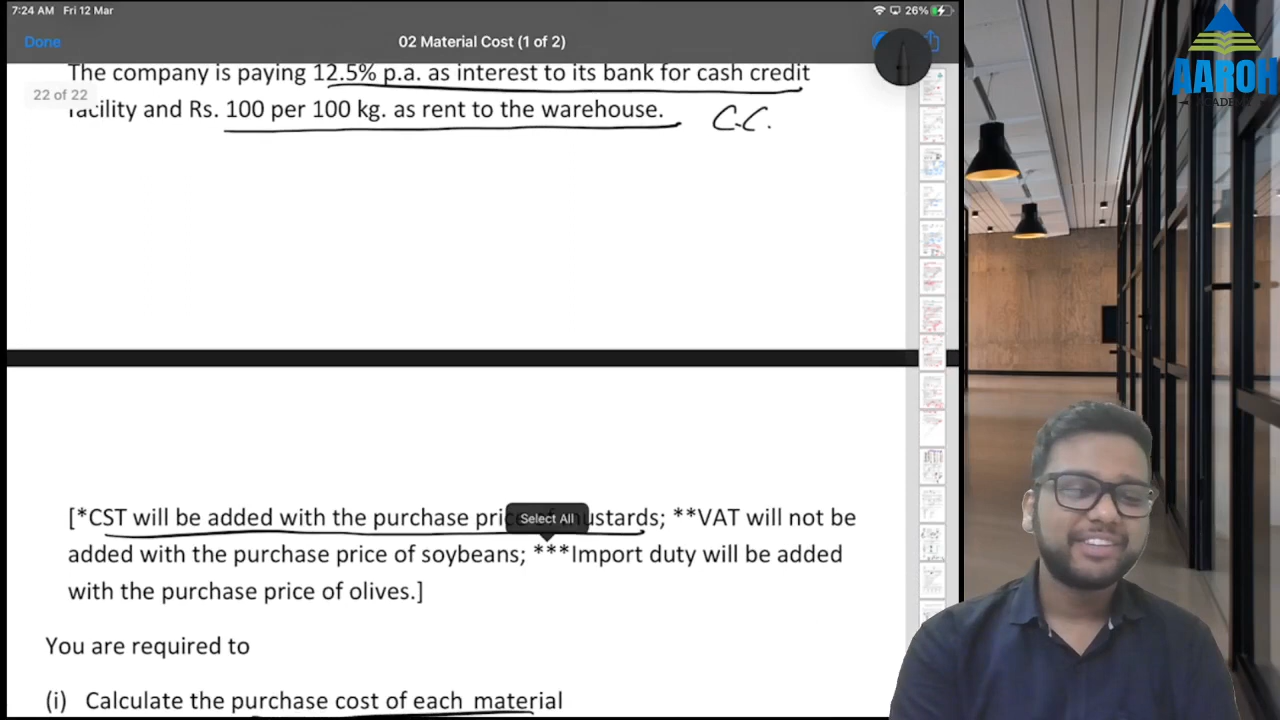 7:24 AM Fri 12 Mar
26%
Done
02 Material Cost (1 of 2)
The company is paying 12.5% p.a. as interest to its bank for cash credit
22 of 22
facility and Rs. 100 per 100 kg. as rent to the warehouse.
C.C.
[*CST will be added with the purchase price of mustards; **VAT will not be
Select All
added with the purchase price of soybeans; ***Import duty will be added
with the purchase price of olives.]
You are required to
(i) Calculate the purchase cost of each material
AAROH